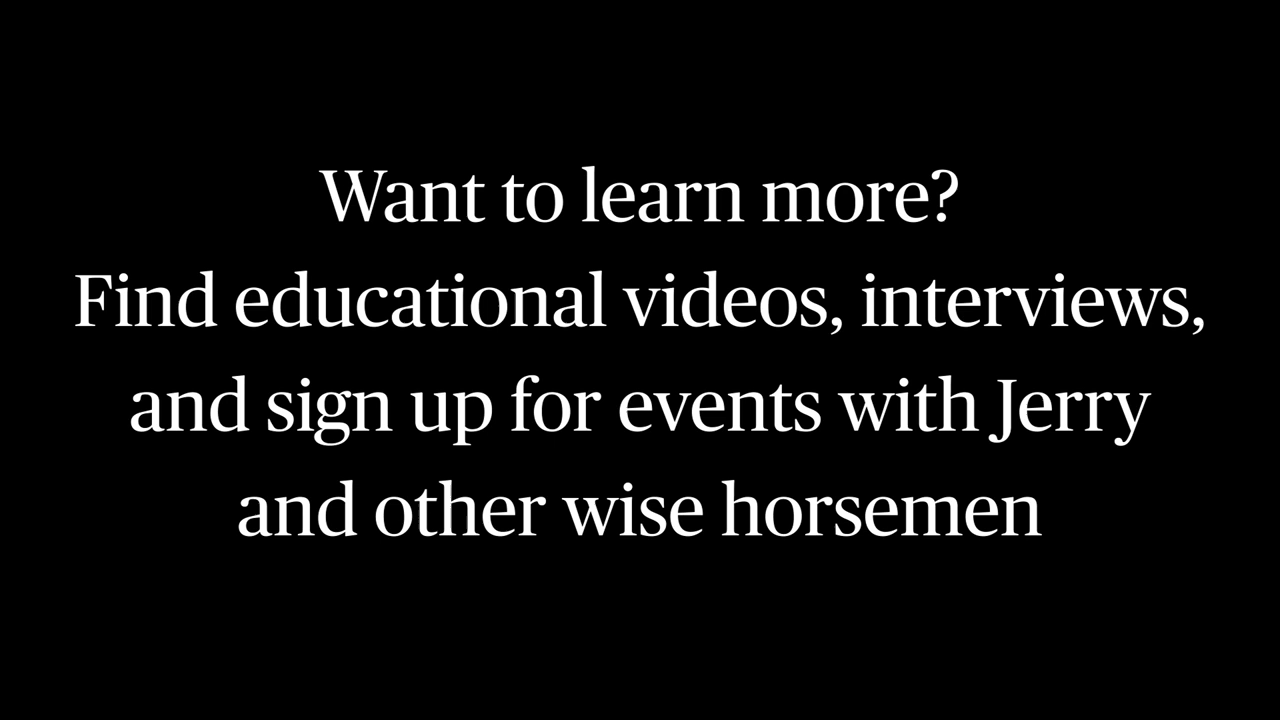 Want to learn more?
Find educational videos, interviews,
and sign up for events with Jerry
and other wise horsemen